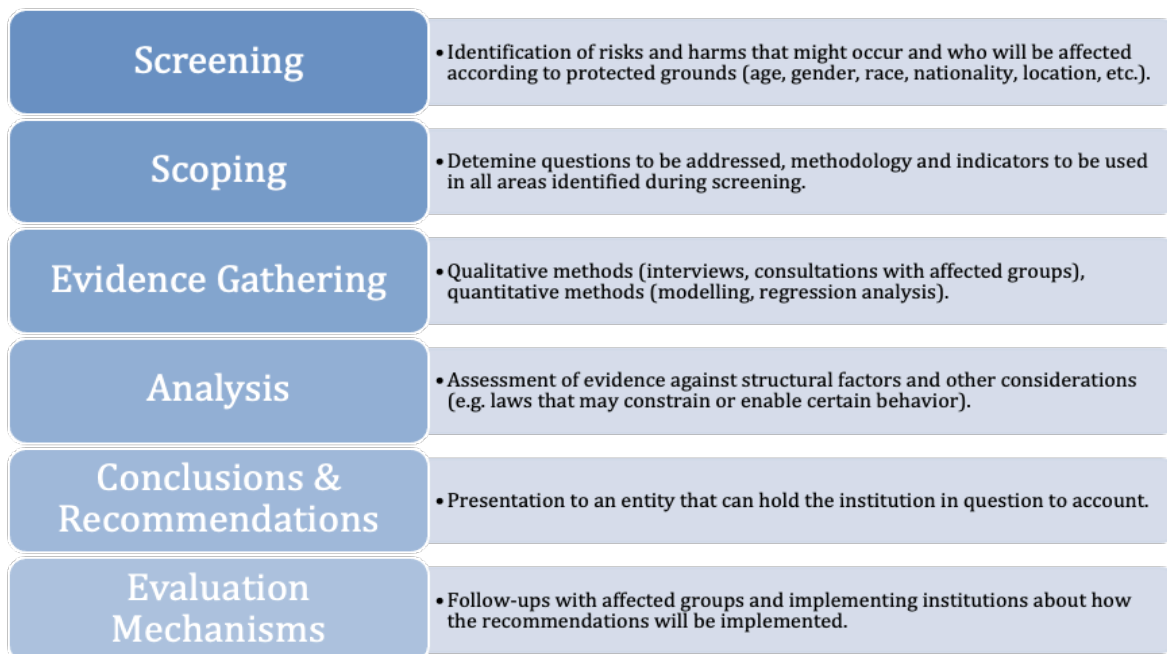 Screening
• Identification of risks and harms that might occur and who will be affected
according to protected grounds (age, gender, race, nationality, location, etc.).
Scoping
• Detemine questions to be addressed, methodology and indicators to be used
in all areas identified during screening.
Evidence Gathering
• Qualitative methods (interviews, consultations with affected groups),
quantitative methods (modelling, regression analysis).
Analysis
• Assessment of evidence against structural factors and other considerations
(e.g. laws that may constrain or enable certain behavior).
Conclusions &
Recommendations
• Presentation to an entity that can hold the institution in question to account.
Evaluation
Mechanisms
• Follow-ups with affected groups and implementing institutions about how
the recommendations will be implemented.